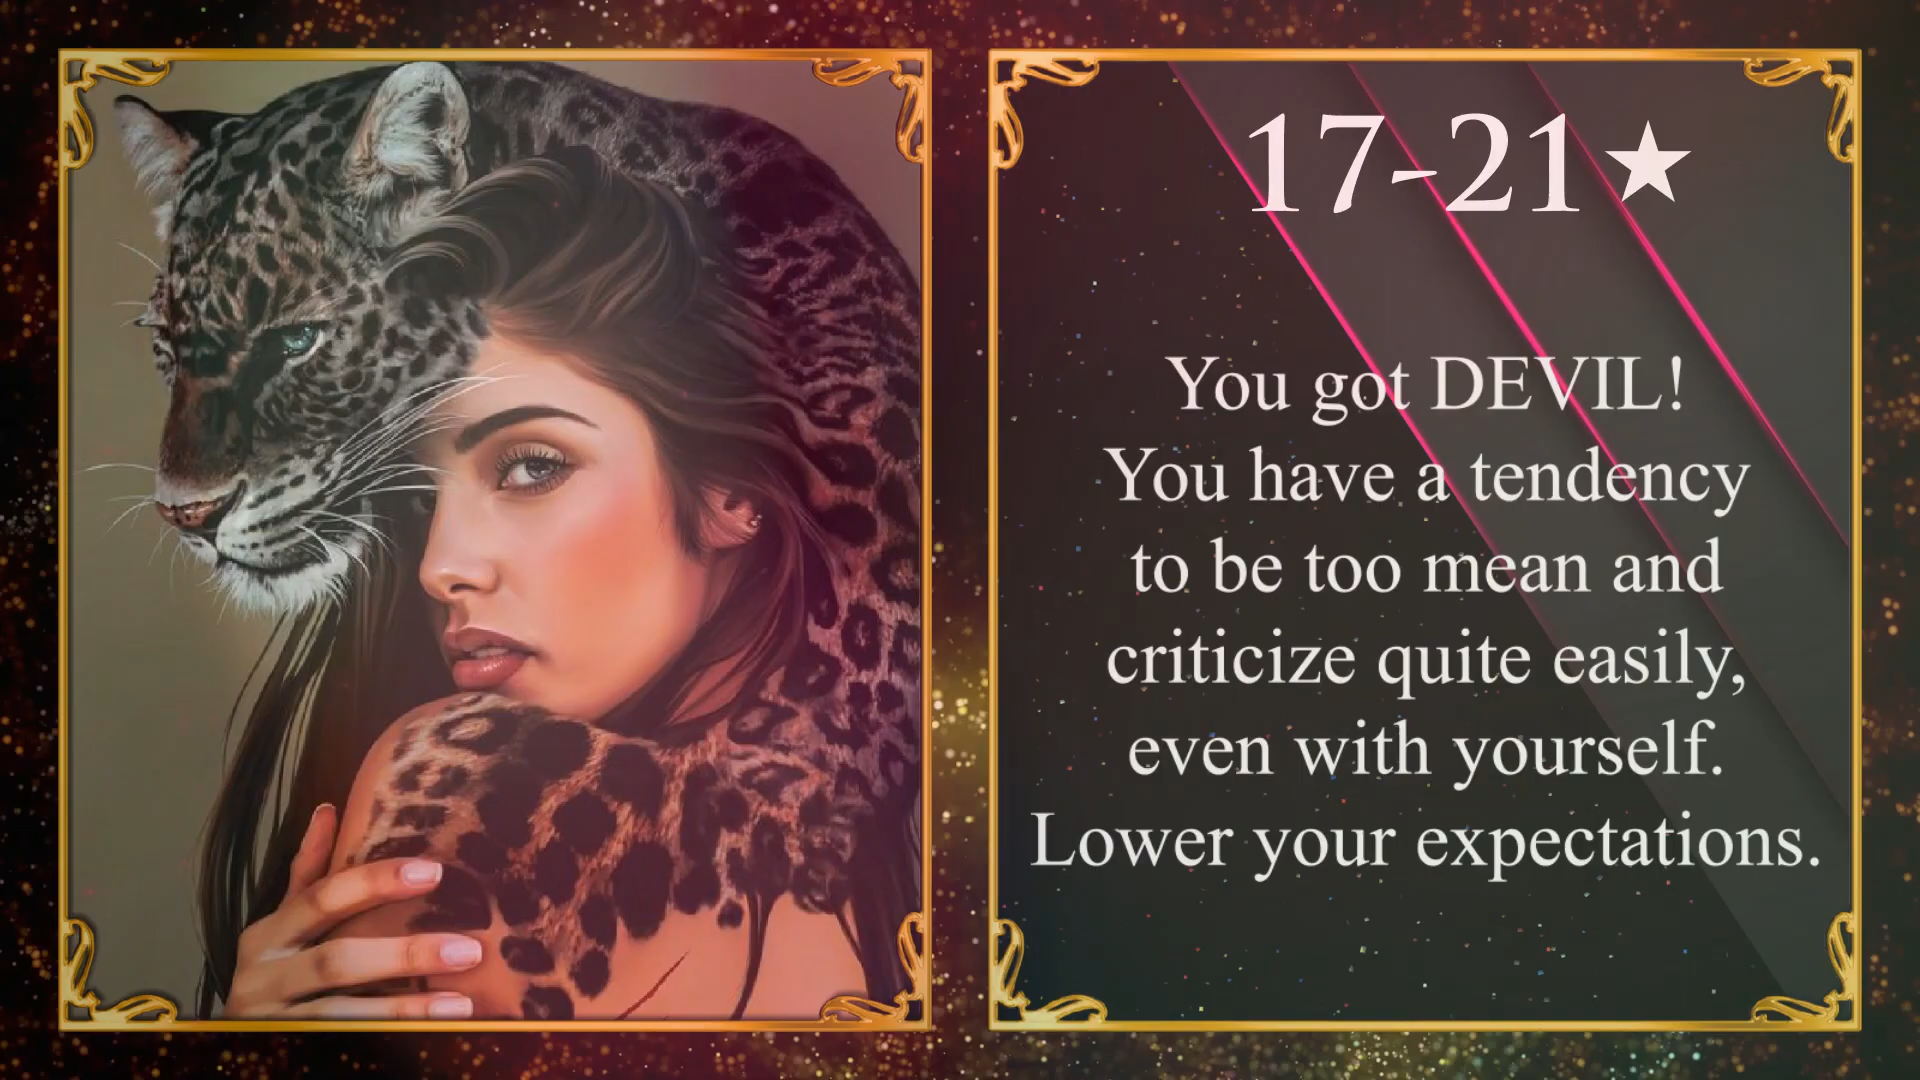 17-21★
You got DEVIL!
You have a tendency
to be too mean and
criticize quite easily,
even with yourself.
Lower your expectations.